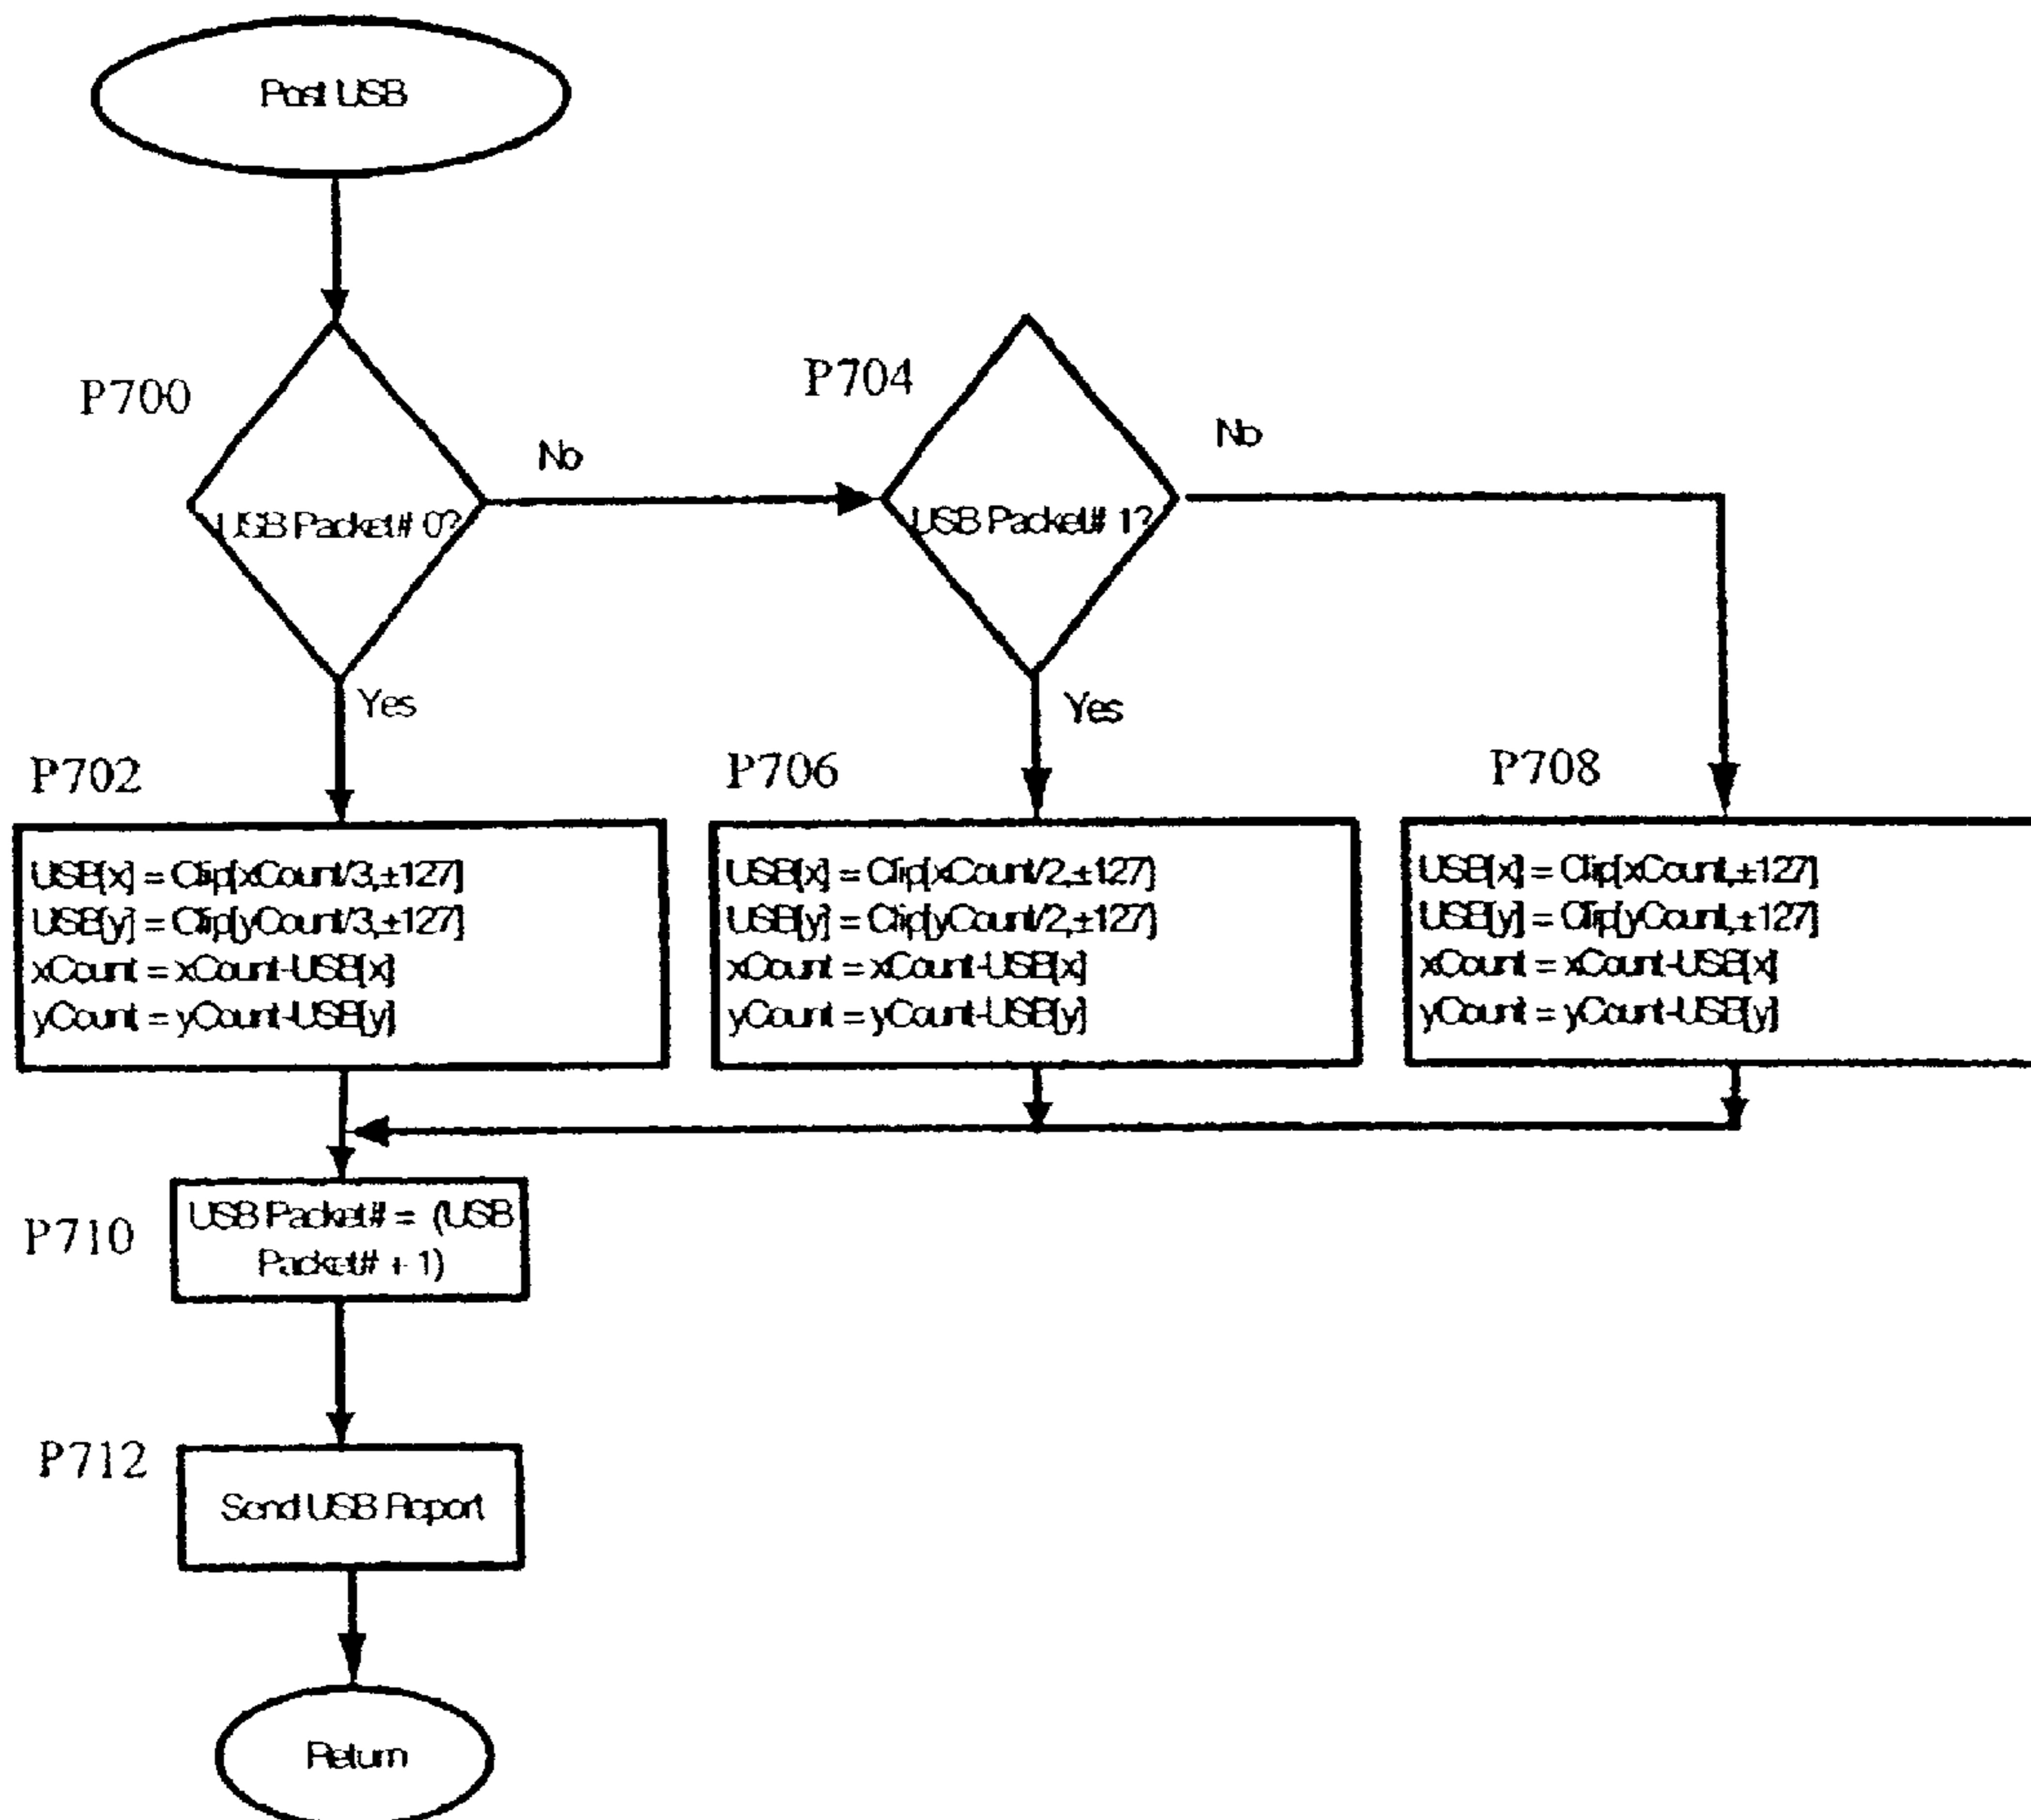 Post USB
P700
USB Packet# 0?
No
P704
USB Packet# 1?
No
Yes
Yes
P702
USB[x] = Clip[xCount/3,±127]
USB[y] = Clip[yCount/3,±127]
xCount = xCount-USB[x]
yCount = yCount-USB[y]
P706
USB[x] = Clip[xCount/2,±127]
USB[y] = Clip[yCount/2,±127]
xCount = xCount-USB[x]
yCount = yCount-USB[y]
P708
USB[x] = Clip[xCount,±127]
USB[y] = Clip[yCount,±127]
xCount = xCount-USB[x]
yCount = yCount-USB[y]
P710
USB Packet# = (USB
Packet# + 1)
P712
Send USB Report
Return